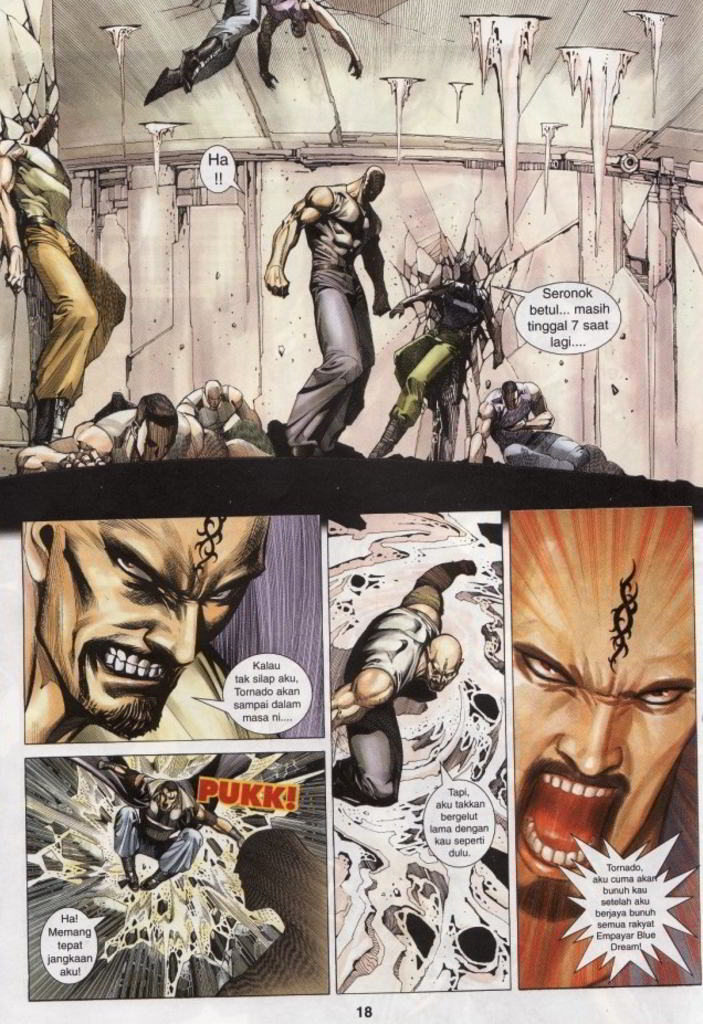 Ha
!!
Seronok
betul... masih
tinggal 7 saat
lagi....
Kalau
tak silap aku,
Tornado akan
sampai dalam
masa ni....
PUKK!
Ha!
Memang
tepat
jangkaan
aku!
Tapi,
aku takkan
bergelut
lama dengan
kau seperti
dulu.
Tornado,
aku cuma akan
bunuh kau
setelah aku
berjaya bunuh
semua rakyat
Empayar Blue
Dream!
18